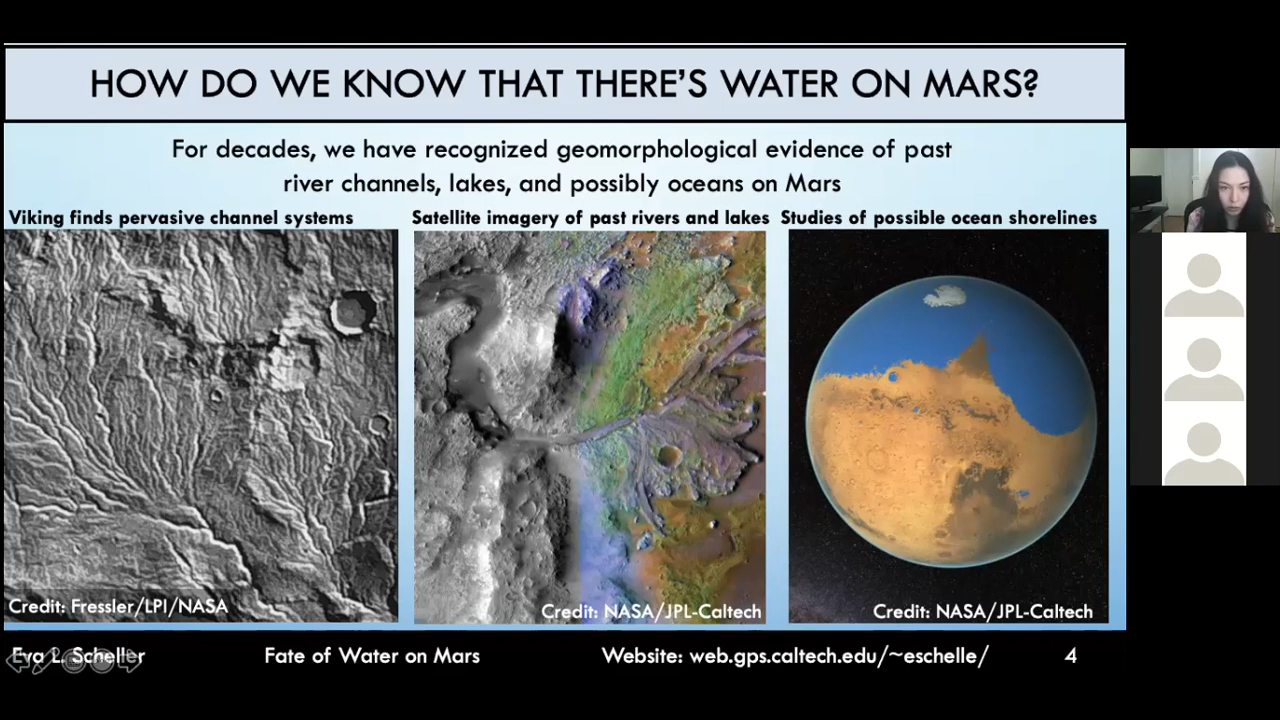 HOW DO WE KNOW THAT THERE'S WATER ON MARS?
For decades, we have recognized geomorphological evidence of past
river channels, lakes, and possibly oceans on Mars
Viking finds pervasive channel systems
Satellite imagery of past rivers and lakes
Studies of possible ocean shorelines
Credit: Fressler/LPI/NASA
Credit: NASA/JPL-Caltech
Credit: NASA/JPL-Caltech
Eva L. Scheller
Fate of Water on Mars
Website: web.gps.caltech.edu/~eschelle/
4